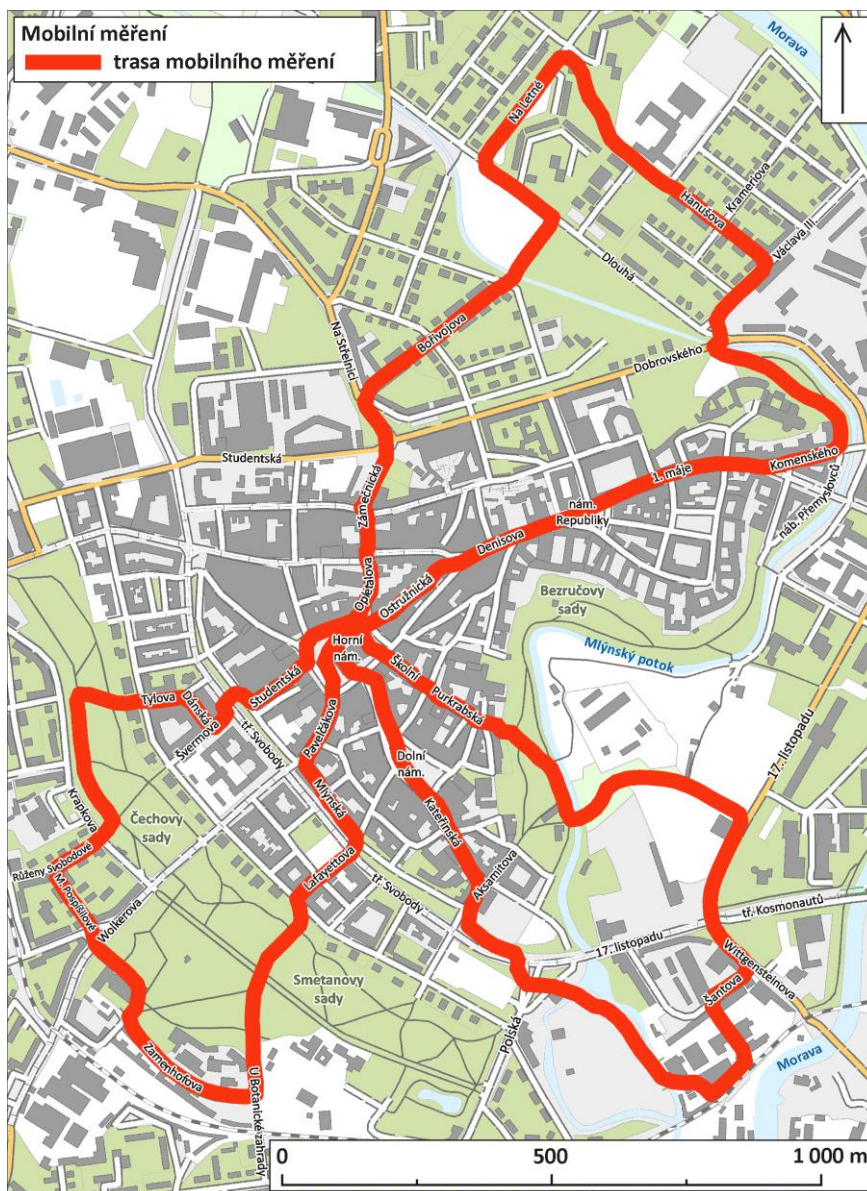 Mobilní měření
trasa mobilního měření
Morava
Na Letné
Kramerjova
Hanušova
Václava III.
Dlouhá
Bořivojova
Na Střelnici
Dobrovského
Studentská
Komenského
1. máje
nám.
Republiky
náb. Přemyslovců
Zámečnická
Denisova
Opletalova
Ostružnická
Bezručovy
sady
Horní
nám.
Mlýnský potok
Školní
Purkrabská
Studentská
Tylova
Dánská
Švermova
tř. Svobody
Pavelčákova
Dolní
nám.
17. listopadu
Mlýnská
Kateřinská
Krapkova
Čechovy
sady
Růženy Svobodové
Lafayettova
tř. Svobody
Aksamitova
M. Pospíšilové
Wolkerova
tř. Kosmonautů
17. listopadu
Wittgensteinova
Smetanovy
sady
Šantova
Polská
Morava
Zamenhofova
U Botanické zahrady
0
500
1 000 m